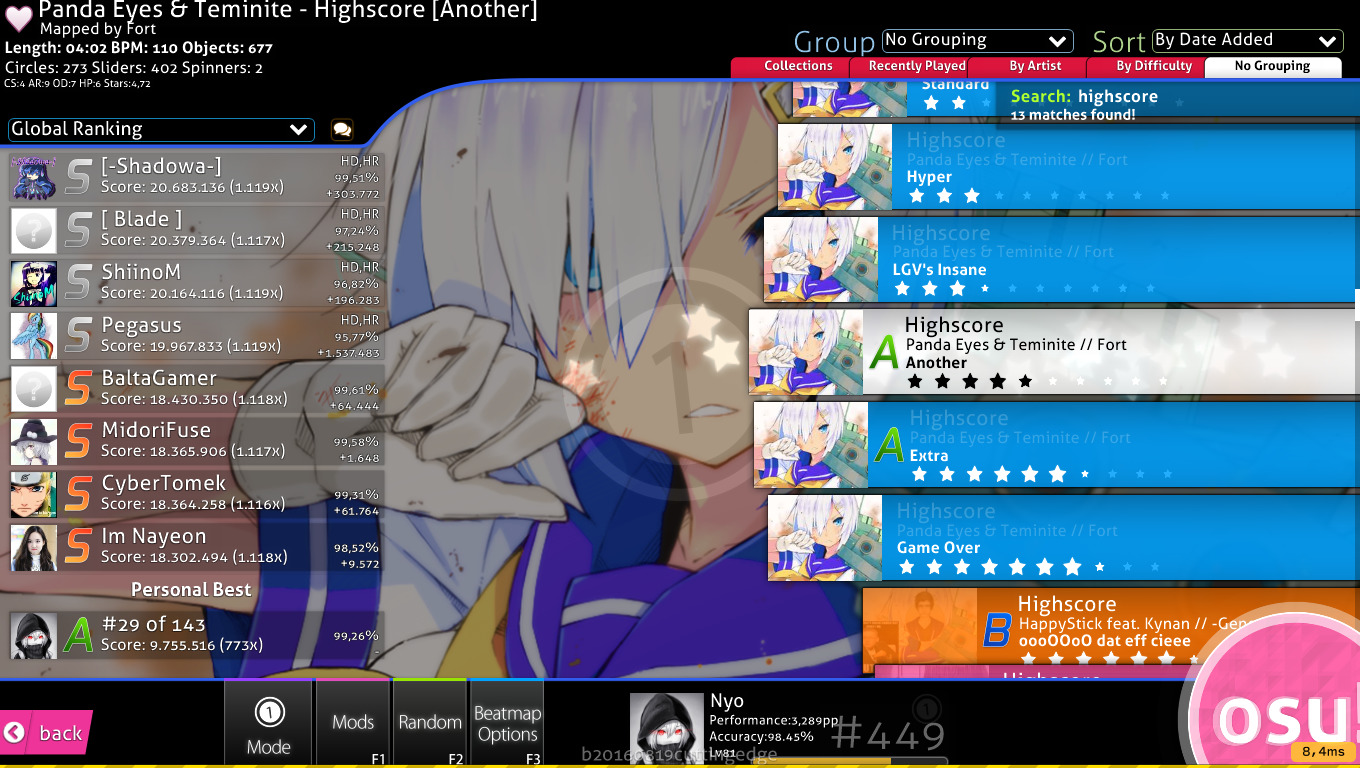 Panda Eyes & Teminite - Highscore [Another]
Mapped by Fort
Length: 04:02 BPM: 110 Objects: 677
Circles: 273 Sliders: 402 Spinners: 2
CS:4 AR:9 OD:7 HP:6 Stars:4,72
Group No Grouping Sort By Date Added
Collections Recently Played By Artist By Difficulty No Grouping
Search: highscore
13 matches found!
Global Ranking
[-Shadowa-] HD,HR
Score: 20.683.136 (1.119x) 99,51%
+303.772
[ Blade ] HD,HR
Score: 20.379.364 (1.117x) 97,24%
+215.248
ShiinoM HD,HR
Score: 20.164.116 (1.119x) 96,82%
+196.283
Pegasus HD,HR
Score: 19.967.833 (1.119x) 95,77%
+1.537.483
BaltaGamer 99,61%
Score: 18.430.350 (1.118x) +64.444
MidoriFuse 99,58%
Score: 18.365.906 (1.117x) +1.648
CyberTomek 99,31%
Score: 18.364.258 (1.116x) +61.764
Im Nayeon 98,52%
Score: 18.302.494 (1.118x) +9.572
Personal Best
A #29 of 143 99,26%
Score: 9.755.516 (773x) -
Standard
Highscore
Panda Eyes & Teminite // Fort
Hyper
Highscore
Panda Eyes & Teminite // Fort
LGV's Insane
A Highscore
Panda Eyes & Teminite // Fort
Another
A Highscore
Panda Eyes & Teminite // Fort
Extra
Highscore
Panda Eyes & Teminite // Fort
Game Over
B Highscore
HappyStick feat. Kynan // -Gen
oooOOoO dat eff cieee
Highscore
back
1
Mode
Mods
F1
Random
F2
Beatmap
Options
F3
Nyo
Performance:3,289pp
Accuracy:98.45%
Lv81
#449
b20160819cuttingedge
osu!
8,4ms